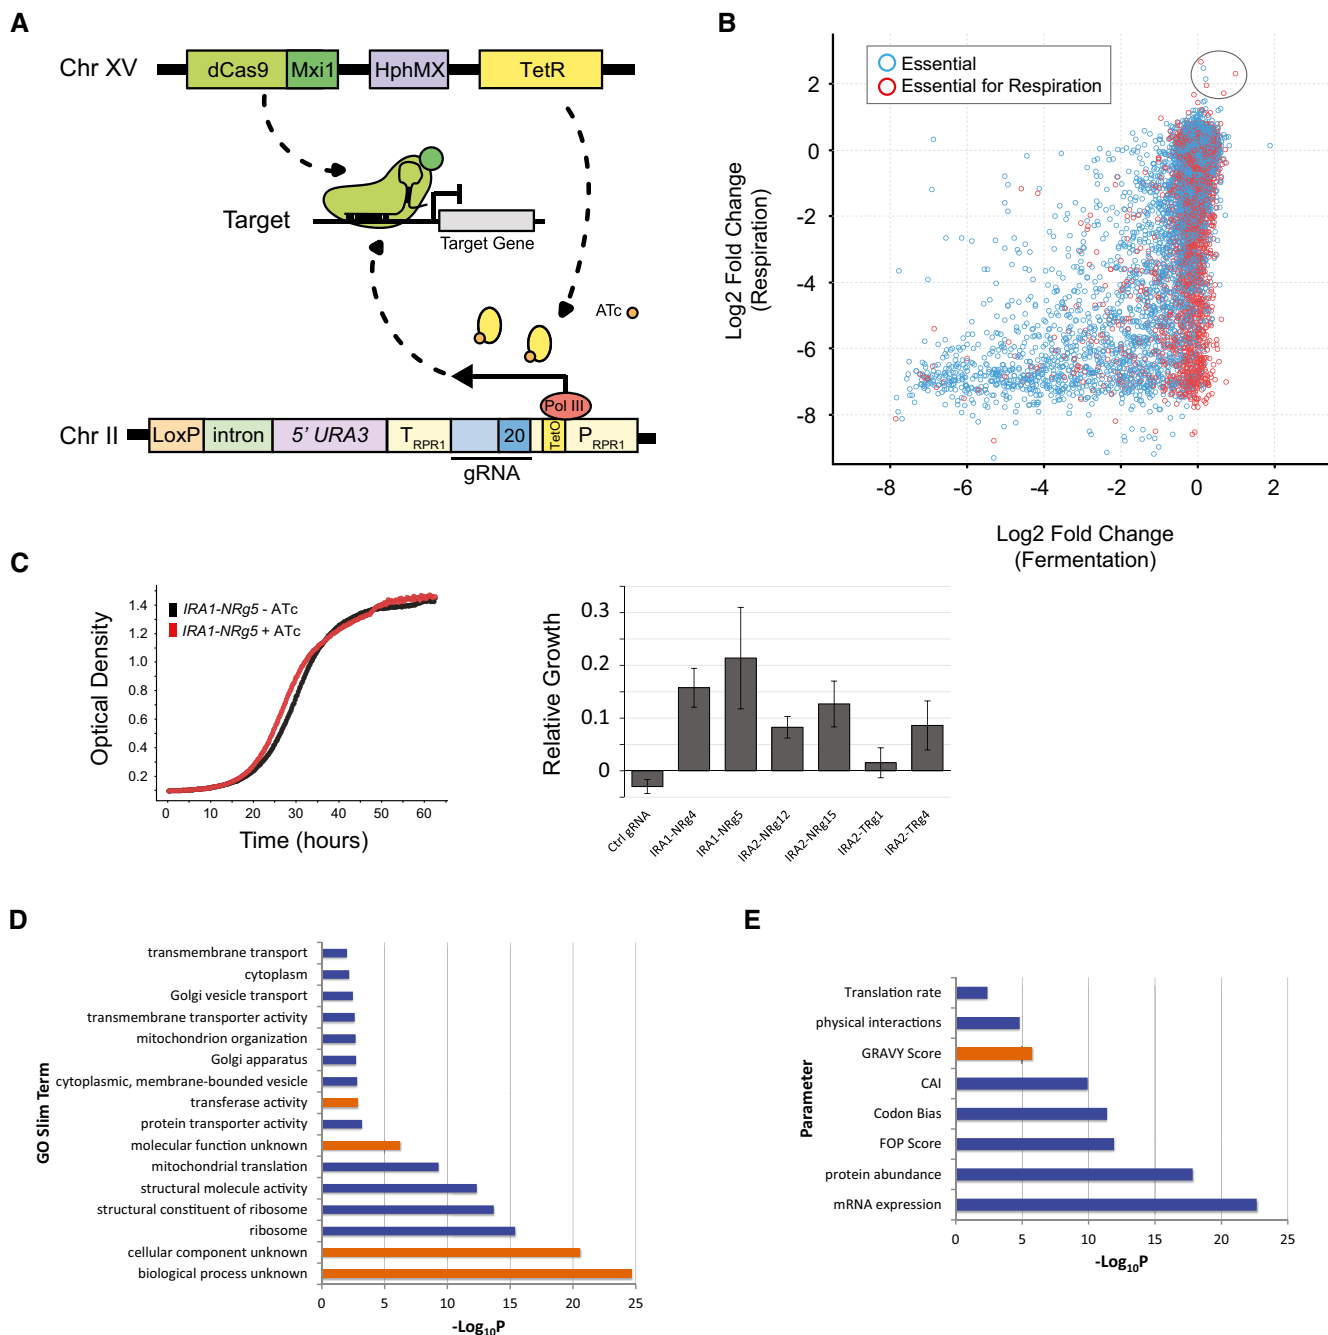 A
Chr XV
dCas9
Mxi1
HphMX
TetR
Target
Target Gene
ATc
Pol III
Chr II
LoxP
intron
5' URA3
TRPR1
20
TetO
PRPR1
gRNA
B
Essential
Essential for Respiration
2
0
-2
-4
-6
-8
Log2 Fold Change
(Respiration)
-8
-6
-4
-2
0
2
Log2 Fold Change
(Fermentation)
C
IRA1-NRg5 - ATc
IRA1-NRg5 + ATc
Optical Density
1.4
1.2
1.0
0.8
0.6
0.4
0.2
0
10
20
30
40
50
60
Time (hours)
Relative Growth
0.3
0.2
0.1
0
Ctrl gRNA
IRA1-NRg4
IRA1-NRg5
IRA2-NRg12
IRA2-NRg15
IRA2-TRg1
IRA2-TRg4
D
GO Slim Term
transmembrane transport
cytoplasm
Golgi vesicle transport
transmembrane transporter activity
mitochondrion organization
Golgi apparatus
cytoplasmic, membrane-bounded vesicle
transferase activity
protein transporter activity
molecular function unknown
mitochondrial translation
structural molecule activity
structural constituent of ribosome
ribosome
cellular component unknown
biological process unknown
0
5
10
15
20
25
-Log10P
E
Parameter
Translation rate
physical interactions
GRAVY Score
CAI
Codon Bias
FOP Score
protein abundance
mRNA expression
0
5
10
15
20
25
-Log10P